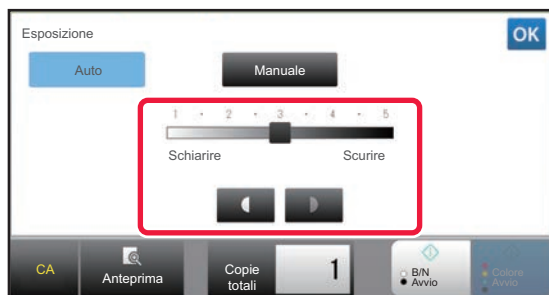 Esposizione
OK
Auto
Manuale
1 • 2 • 3 • 4 • 5
Schiarire
Scurire
CA
Anteprima
Copie
totali
1
B/N
Avvio
Colore
Avvio